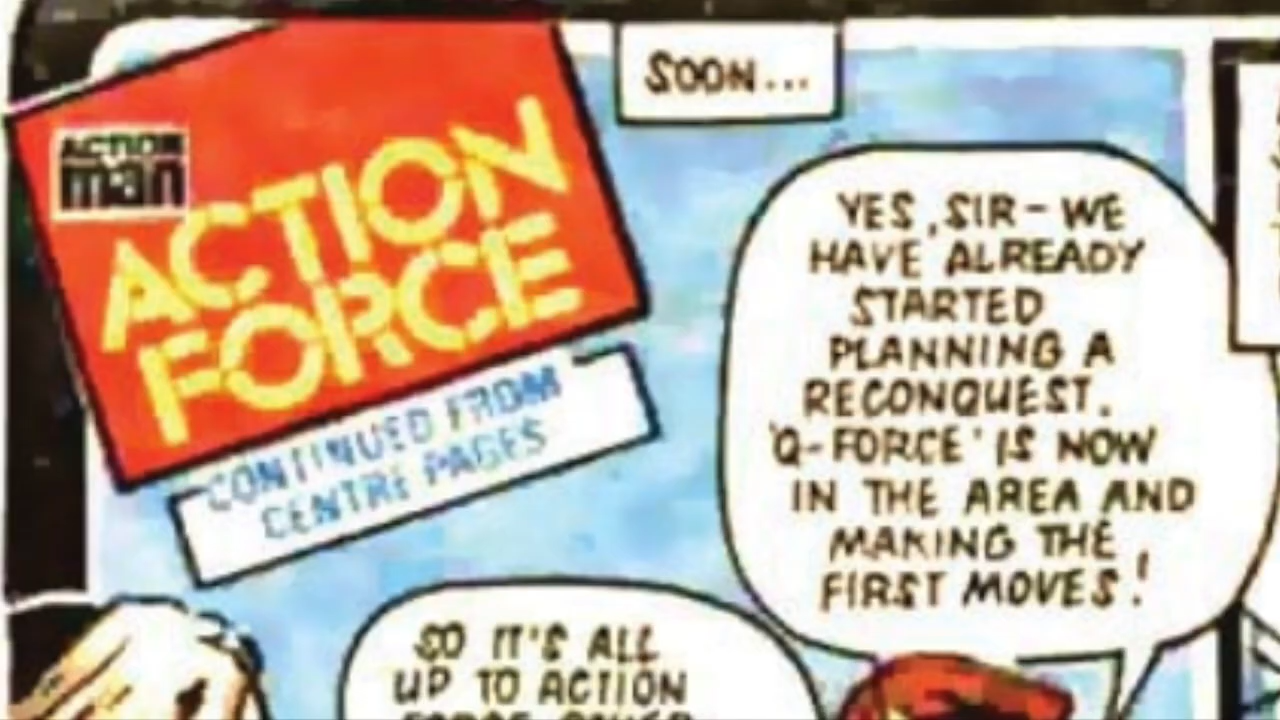 ACTION
man
ACTION
FORCE
CONTINUED FROM
CENTRE PAGES
SOON...
YES, SIR - WE
HAVE ALREADY
STARTED
PLANNING A
RECONQUEST.
'Q-FORCE' IS NOW
IN THE AREA AND
MAKING THE
FIRST MOVES!
SO IT'S ALL
UP TO ACTION